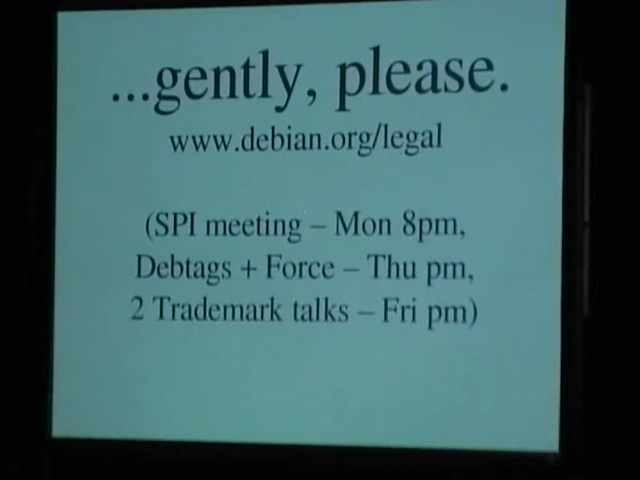 ...gently, please.
www.debian.org/legal
(SPI meeting – Mon 8pm,
Debtags + Force – Thu pm,
2 Trademark talks – Fri pm)